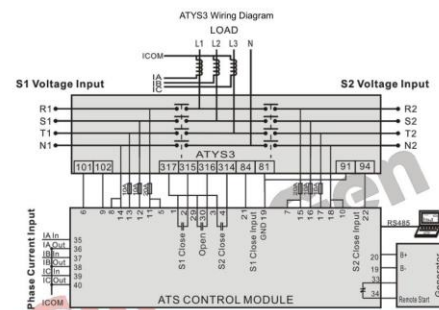 ATYS3 Wiring Diagram
LOAD
ICOM L1 L2 L3 N
IA
IB
IC
S1 Voltage Input S2 Voltage Input
R1 R2
S1 S2
T1 T2
N1 N2
ATYS3
101 102 317 315 316 314 84 81 91 94
6 9 8 14 13 12 11 5 1 2 29 30 3 4 21 GND 19 7 15 16 17 18 10 22
S1 Close Open S2 Close S1 Close Input S2 Close Input
RS485
Phase Current Input
IA In 35
IA Out 36
IB In 37
IB Out 38
IC In 39
IC Out 40
ICOM
ATS CONTROL MODULE
20 B+
19 B-
33
34 Remote Start
Generator
Gen